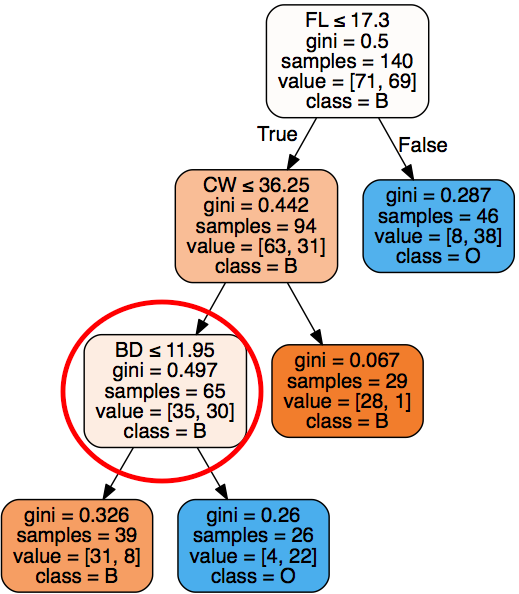 FL ≤ 17.3
gini = 0.5
samples = 140
value = [71, 69]
class = B
True
False
CW ≤ 36.25
gini = 0.442
samples = 94
value = [63, 31]
class = B
gini = 0.287
samples = 46
value = [8, 38]
class = O
BD ≤ 11.95
gini = 0.497
samples = 65
value = [35, 30]
class = B
gini = 0.067
samples = 29
value = [28, 1]
class = B
gini = 0.326
samples = 39
value = [31, 8]
class = B
gini = 0.26
samples = 26
value = [4, 22]
class = O